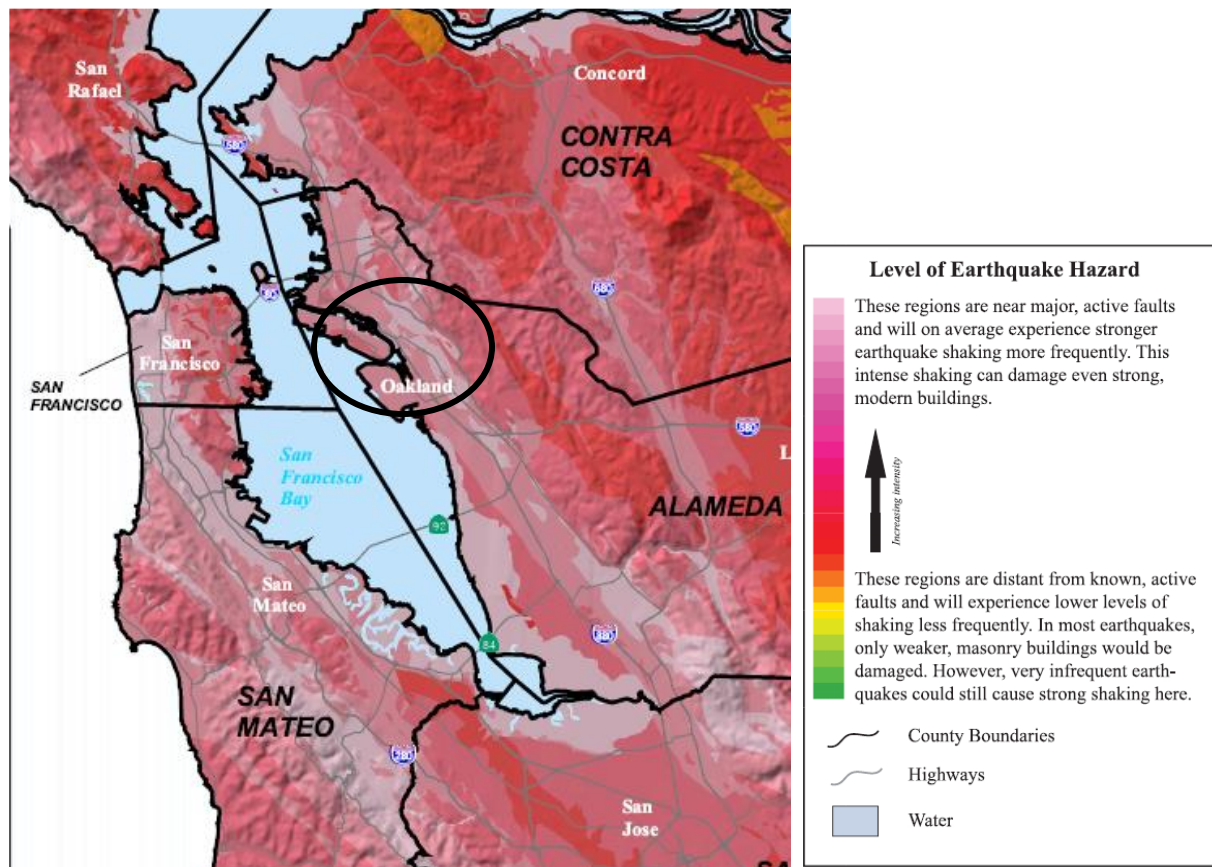 San
Rafael
Concord
580
CONTRA
COSTA
680
San
Francisco
SAN
FRANCISCO
Oakland
580
L
San
Francisco
Bay
ALAMEDA
92
San
Mateo
880
84
SAN
MATEO
280
San
Jose
SA
Level of Earthquake Hazard
These regions are near major, active faults
and will on average experience stronger
earthquake shaking more frequently. This
intense shaking can damage even strong,
modern buildings.
Increasing intensity
These regions are distant from known, active
faults and will experience lower levels of
shaking less frequently. In most earthquakes,
only weaker, masonry buildings would be
damaged. However, very infrequent earth-
quakes could still cause strong shaking here.
County Boundaries
Highways
Water